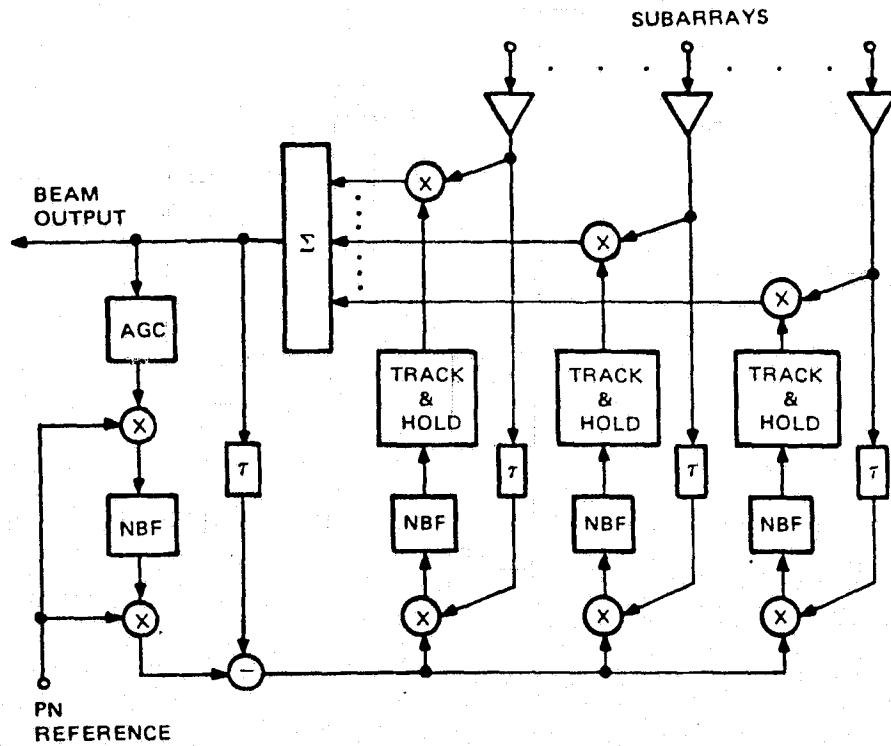 SUBARRAYS
BEAM
OUTPUT
Σ
X
X
X
AGC
TRACK
&
HOLD
TRACK
&
HOLD
TRACK
&
HOLD
X
τ
τ
τ
τ
NBF
NBF
NBF
NBF
X
X
X
X
−
PN
REFERENCE